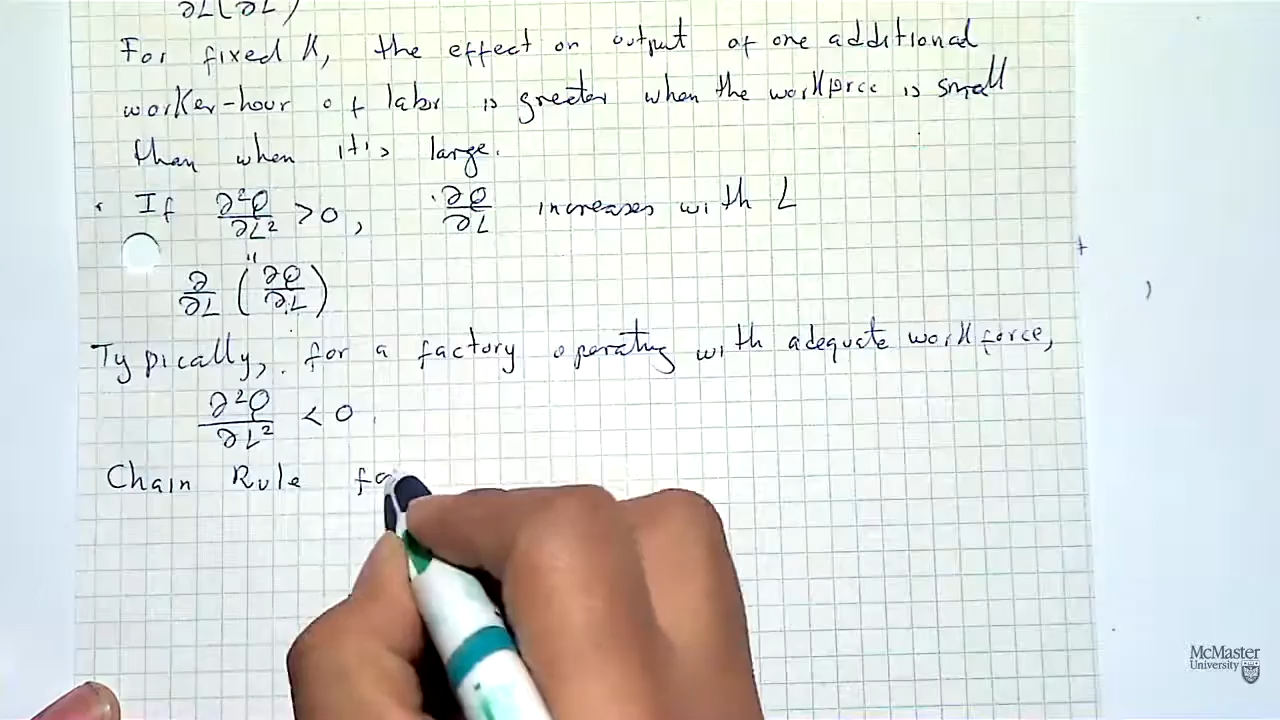 ∂L(∂L)
For fixed K, the effect on output of one additional
worker-hour of labor is greater when the workforce is small
than when it's large.
• If ∂²Q/∂L² > 0, ∂Q/∂L increases with L
"
∂/∂L (∂Q/∂L)
Typically, for a factory operating with adequate workforce,
∂²Q/∂L² < 0.
Chain Rule fo
McMaster
University